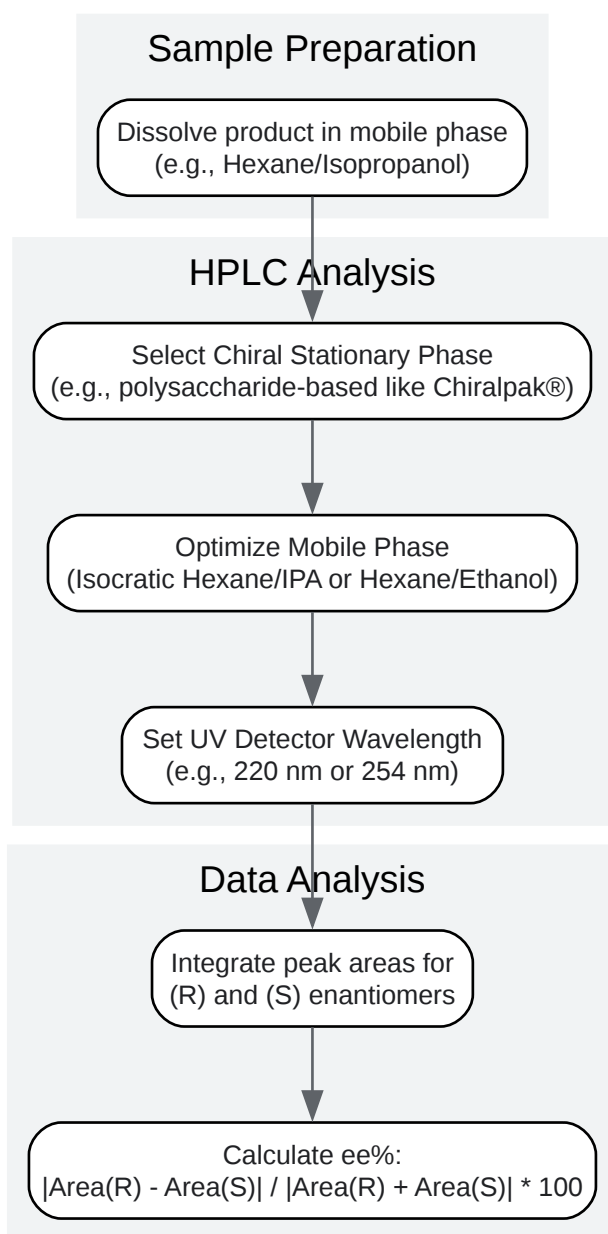 Sample Preparation
Dissolve product in mobile phase
(e.g., Hexane/Isopropanol)
HPLC Analysis
Select Chiral Stationary Phase
(e.g., polysaccharide-based like Chiralpak®)
Optimize Mobile Phase
(Isocratic Hexane/IPA or Hexane/Ethanol)
Set UV Detector Wavelength
(e.g., 220 nm or 254 nm)
Data Analysis
Integrate peak areas for
(R) and (S) enantiomers
Calculate ee%:
|Area(R) - Area(S)| / |Area(R) + Area(S)| * 100